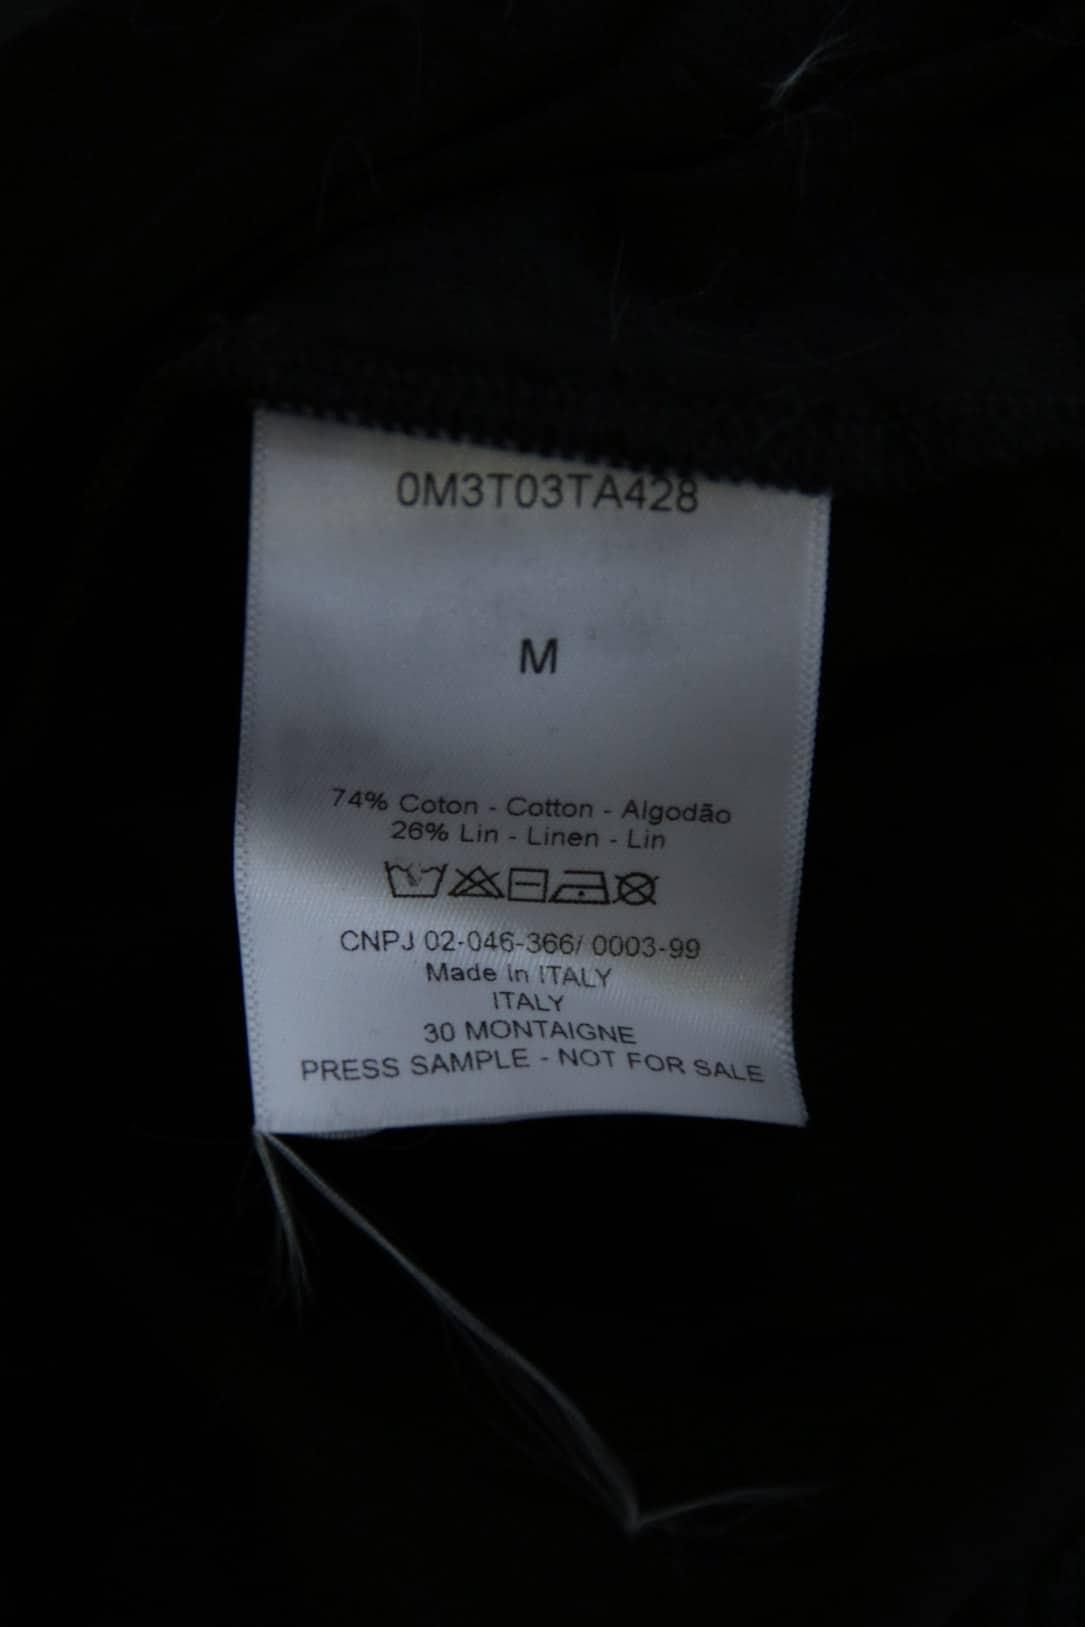 0M3T03TA428
M
74% Coton - Cotton - Algodão
26% Lin - Linen - Lin
CNPJ 02-046-366/ 0003-99
Made in ITALY
ITALY
30 MONTAIGNE
PRESS SAMPLE - NOT FOR SALE